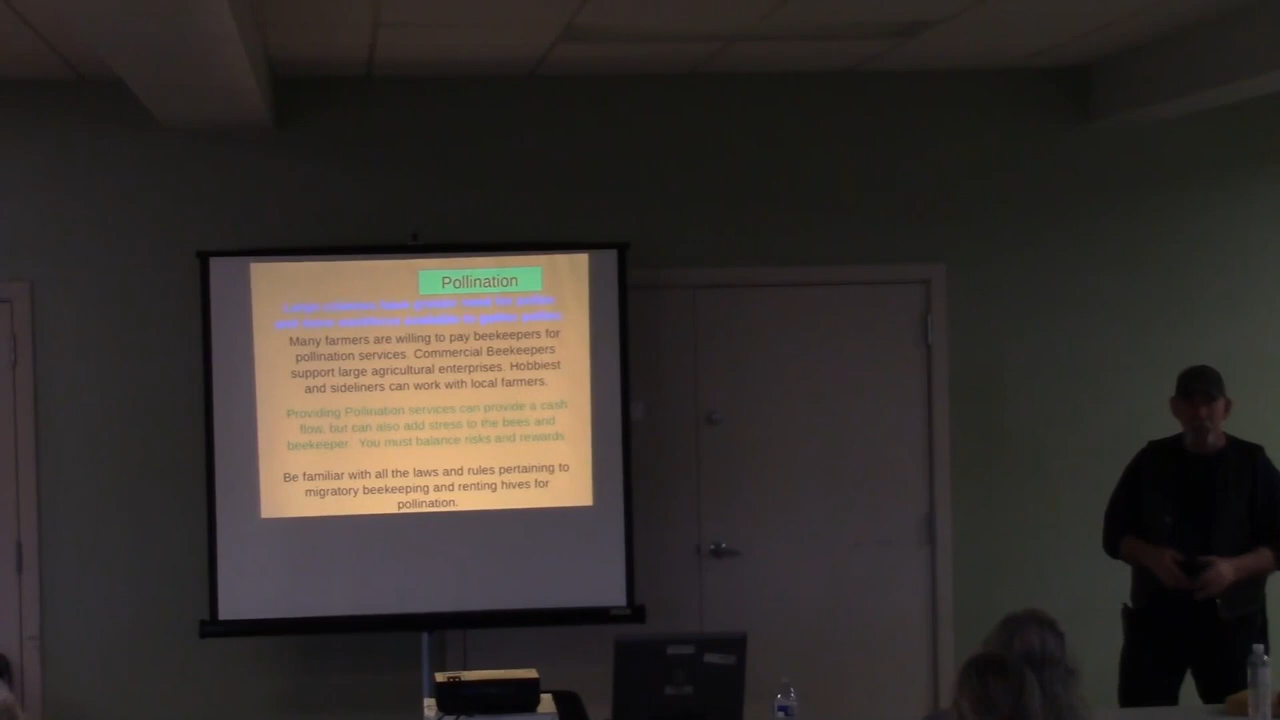 Pollination
Many farmers are willing to pay beekeepers for
pollination services. Commercial Beekeepers
support large agricultural enterprises. Hobbiest
and sideliners can work with local farmers.
Providing Pollination services can provide a cash
flow, but can also add stress to the bees and
beekeeper. You must balance risks and rewards
Be familiar with all the laws and rules pertaining to
migratory beekeeping and renting hives for
pollination.